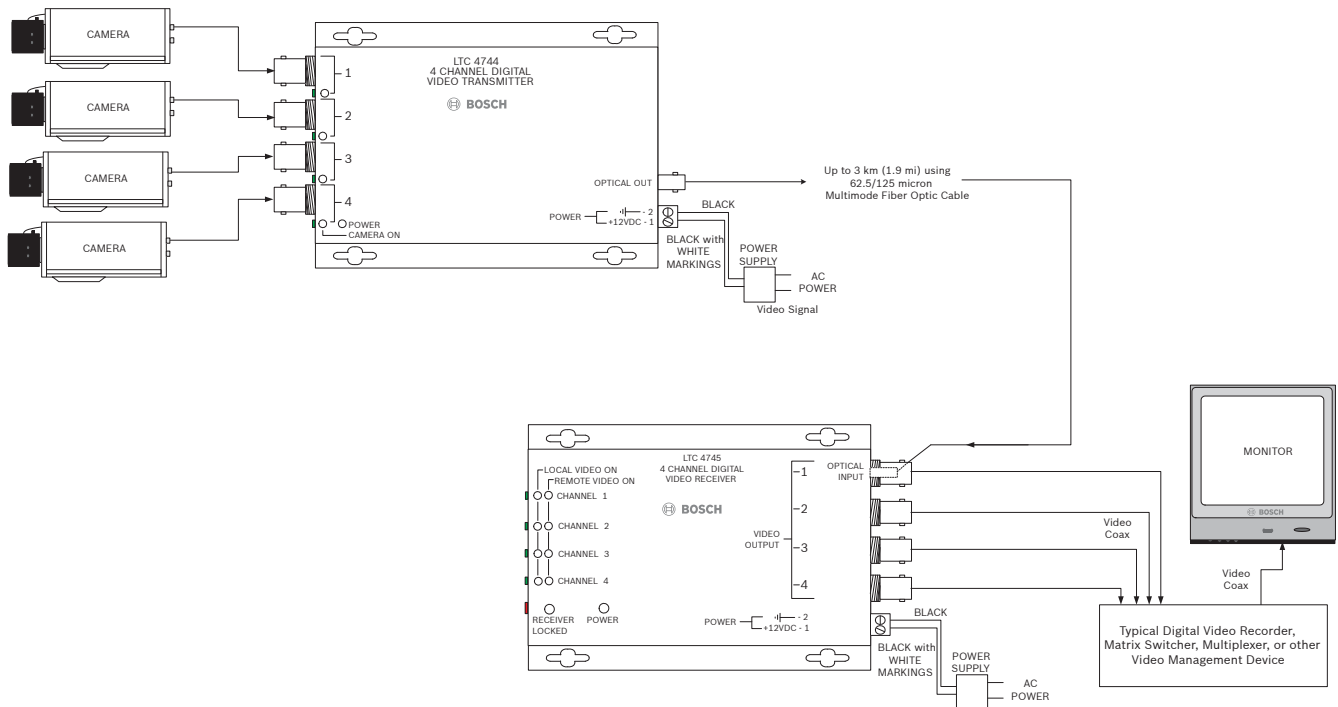 CAMERA
CAMERA
CAMERA
CAMERA
LTC 4744
4 CHANNEL DIGITAL
VIDEO TRANSMITTER
BOSCH
1
2
3
4
POWER
CAMERA ON
OPTICAL OUT
POWER
- 2
+12VDC - 1
BLACK
BLACK with
WHITE
MARKINGS
POWER
SUPPLY
AC
POWER
Video Signal
Up to 3 km (1.9 mi) using
62.5/125 micron
Multimode Fiber Optic Cable
LTC 4745
4 CHANNEL DIGITAL
VIDEO RECEIVER
BOSCH
LOCAL VIDEO ON
REMOTE VIDEO ON
CHANNEL 1
CHANNEL 2
CHANNEL 3
CHANNEL 4
RECEIVER
LOCKED
POWER
VIDEO
OUTPUT
1
2
3
4
OPTICAL
INPUT
POWER
- 2
+12VDC - 1
BLACK
BLACK with
WHITE
MARKINGS
POWER
SUPPLY
AC
POWER
Video
Coax
MONITOR
BOSCH
Video
Coax
Typical Digital Video Recorder,
Matrix Switcher, Multiplexer, or other
Video Management Device